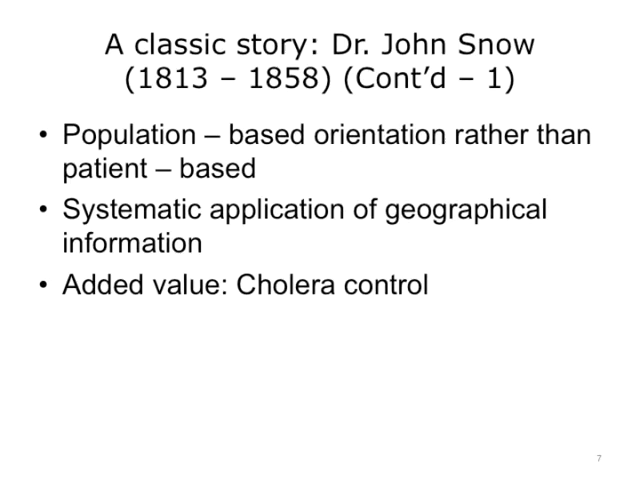 A classic story: Dr. John Snow
(1813 – 1858) (Cont’d – 1)
• Population – based orientation rather than
patient – based
• Systematic application of geographical
information
• Added value: Cholera control
7